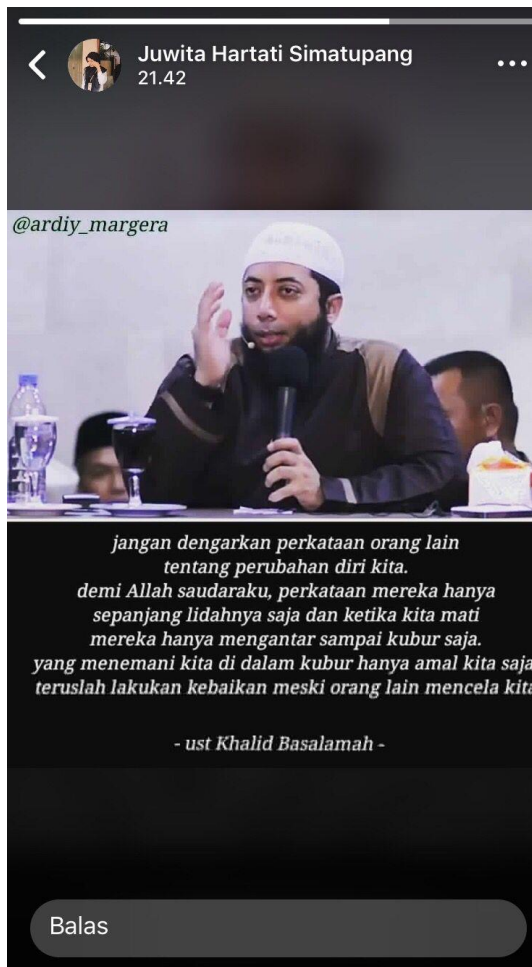 Juwita Hartati Simatupang
21.42
@ardiy_margera
jangan dengarkan perkataan orang lain
tentang perubahan diri kita.
demi Allah saudaraku, perkataan mereka hanya
sepanjang lidahnya saja dan ketika kita mati
mereka hanya mengantar sampai kubur saja.
yang menemani kita di dalam kubur hanya amal kita saja
teruslah lakukan kebaikan meski orang lain mencela kita
- ust Khalid Basalamah -
Balas